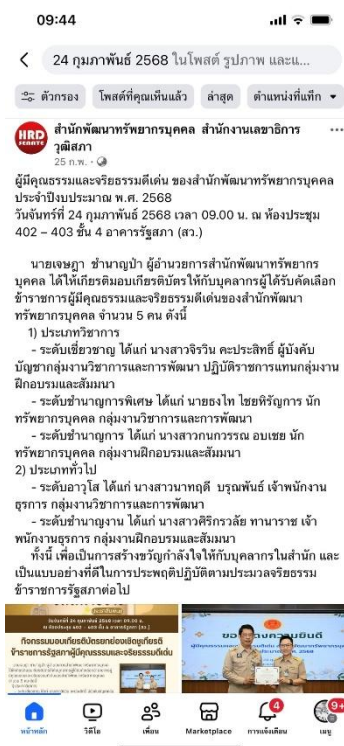 09:44
24 กุมภาพันธ์ 2568 ในโพสต์ รูปภาพ และแ...
ตัวกรอง โพสต์ที่คุณเห็นแล้ว ล่าสุด ตำแหน่งที่แท็ก
HRD
SENATE
สำนักพัฒนาทรัพยากรบุคคล สำนักงานเลขาธิการ
วุฒิสภา
25 ก.พ.
ผู้มีคุณธรรมและจริยธรรมดีเด่น ของสำนักพัฒนาทรัพยากรบุคคล
ประจำปีงบประมาณ พ.ศ. 2568
วันจันทร์ที่ 24 กุมภาพันธ์ 2568 เวลา 09.00 น. ณ ห้องประชุม
402 – 403 ชั้น 4 อาคารรัฐสภา (สว.)
นายเจษฎา ชำนาญป่า ผู้อำนวยการสำนักพัฒนาทรัพยากร
บุคคล ได้ให้เกียรติมอบเกียรติบัตรให้กับบุคลากรผู้ได้รับคัดเลือก
ข้าราชการผู้มีคุณธรรมและจริยธรรมดีเด่นของสำนักพัฒนา
ทรัพยากรบุคคล จำนวน 5 คน ดังนี้
1) ประเภทวิชาการ
- ระดับเชี่ยวชาญ ได้แก่ นางสาวจิรวิน คะประสิทธิ์ ผู้บังคับ
บัญชากลุ่มงานวิชาการและการพัฒนา ปฏิบัติราชการแทนกลุ่มงาน
ฝึกอบรมและสัมมนา
- ระดับชำนาญการพิเศษ ได้แก่ นายธงไท ไชยหิรัญการ นัก
ทรัพยากรบุคคล กลุ่มงานวิชาการและการพัฒนา
- ระดับชำนาญการ ได้แก่ นางสาวกนกวรรณ อบเชย นัก
ทรัพยากรบุคคล กลุ่มงานฝึกอบรมและสัมมนา
2) ประเภททั่วไป
- ระดับอาวุโส ได้แก่ นางสาวนาทฤดี บรุณพันธ์ เจ้าพนักงาน
ธุรการ กลุ่มงานวิชาการและการพัฒนา
- ระดับชำนาญงาน ได้แก่ นางสาวศิริกรวลัย ทานาราช เจ้า
พนักงานธุรการ กลุ่มงานฝึกอบรมและสัมมนา
ทั้งนี้ เพื่อเป็นการสร้างขวัญกำลังใจให้กับบุคลากรในสำนัก และ
เป็นแบบอย่างที่ดีในการประพฤติปฏิบัติตามประมวลจริยธรรม
ข้าราชการรัฐสภาต่อไป
วันจันทร์ที่ 24 กุมภาพันธ์ 2568 เวลา 09.00 น.
กิจกรรมมอบเกียรติบัตรยกย่องเชิดชูเกียรติ
ข้าราชการรัฐสภาผู้มีคุณธรรมและจริยธรรมดีเด่น
4
9+
หน้าหลัก วิดีโอ เพื่อน Marketplace การแจ้งเตือน เมนู